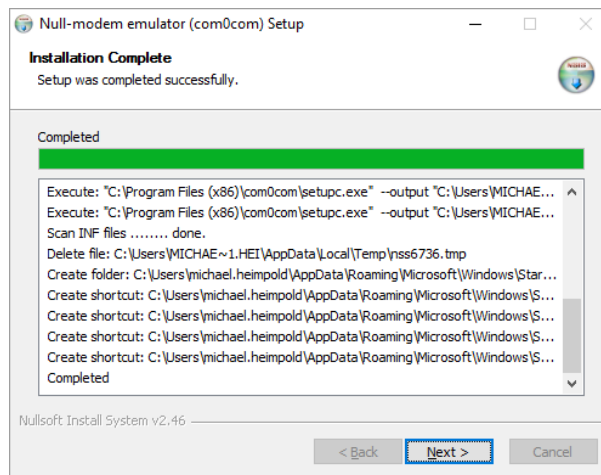 Null-modem emulator (com0com) Setup
Installation Complete
Setup was completed successfully.
Completed
Execute: "C:\Program Files (x86)\com0com\setupc.exe" --output "C:\Users\MICHAE...
Execute: "C:\Program Files (x86)\com0com\setupc.exe" --output "C:\Users\MICHAE...
Scan INF files ........ done.
Delete file: C:\Users\MICHAE~1.HEI\AppData\Local\Temp\nss6736.tmp
Create folder: C:\Users\michael.heimpold\AppData\Roaming\Microsoft\Windows\Star...
Create shortcut: C:\Users\michael.heimpold\AppData\Roaming\Microsoft\Windows\S...
Create shortcut: C:\Users\michael.heimpold\AppData\Roaming\Microsoft\Windows\S...
Create shortcut: C:\Users\michael.heimpold\AppData\Roaming\Microsoft\Windows\S...
Create shortcut: C:\Users\michael.heimpold\AppData\Roaming\Microsoft\Windows\S...
Completed
Nullsoft Install System v2.46
< Back Next > Cancel